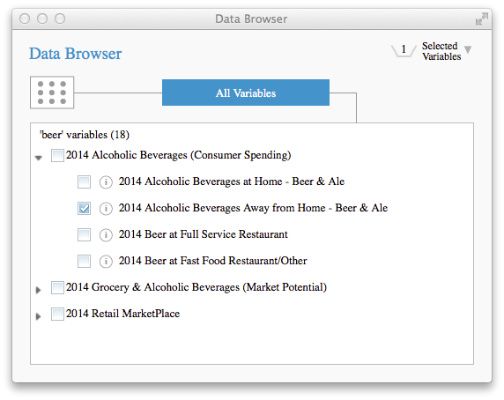 Data Browser
Data Browser
1
Selected
Variables
All Variables
'beer' variables (18)
2014 Alcoholic Beverages (Consumer Spending)
2014 Alcoholic Beverages at Home - Beer & Ale
2014 Alcoholic Beverages Away from Home - Beer & Ale
2014 Beer at Full Service Restaurant
2014 Beer at Fast Food Restaurant/Other
2014 Grocery & Alcoholic Beverages (Market Potential)
2014 Retail MarketPlace